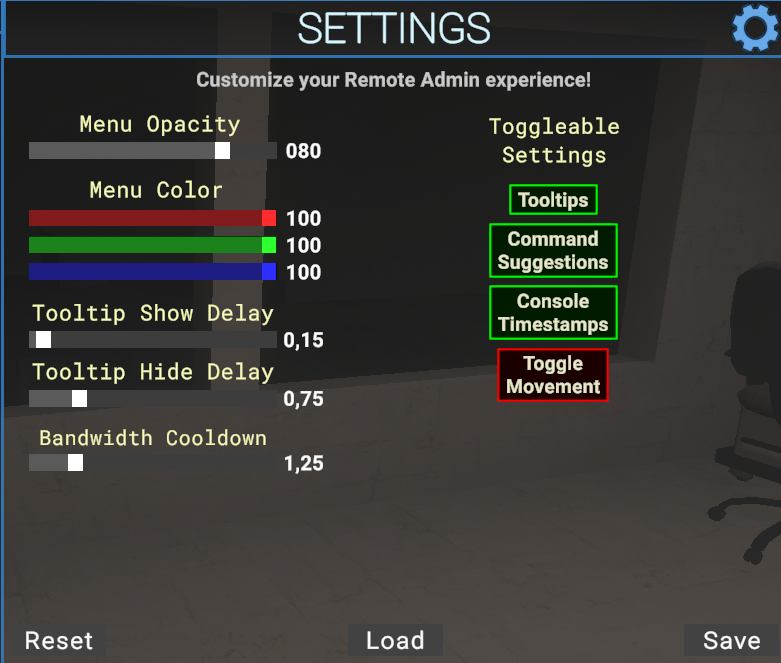 SETTINGS
Customize your Remote Admin experience!
Menu Opacity
080
Menu Color
100
100
100
Tooltip Show Delay
0,15
Tooltip Hide Delay
0,75
Bandwidth Cooldown
1,25
Toggleable
Settings
Tooltips
Command
Suggestions
Console
Timestamps
Toggle
Movement
Reset
Load
Save